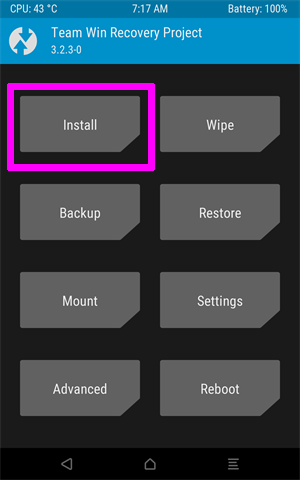 CPU: 43 °C 7:17 AM Battery: 100%
Team Win Recovery Project
3.2.3-0
Install Wipe
Backup Restore
Mount Settings
Advanced Reboot